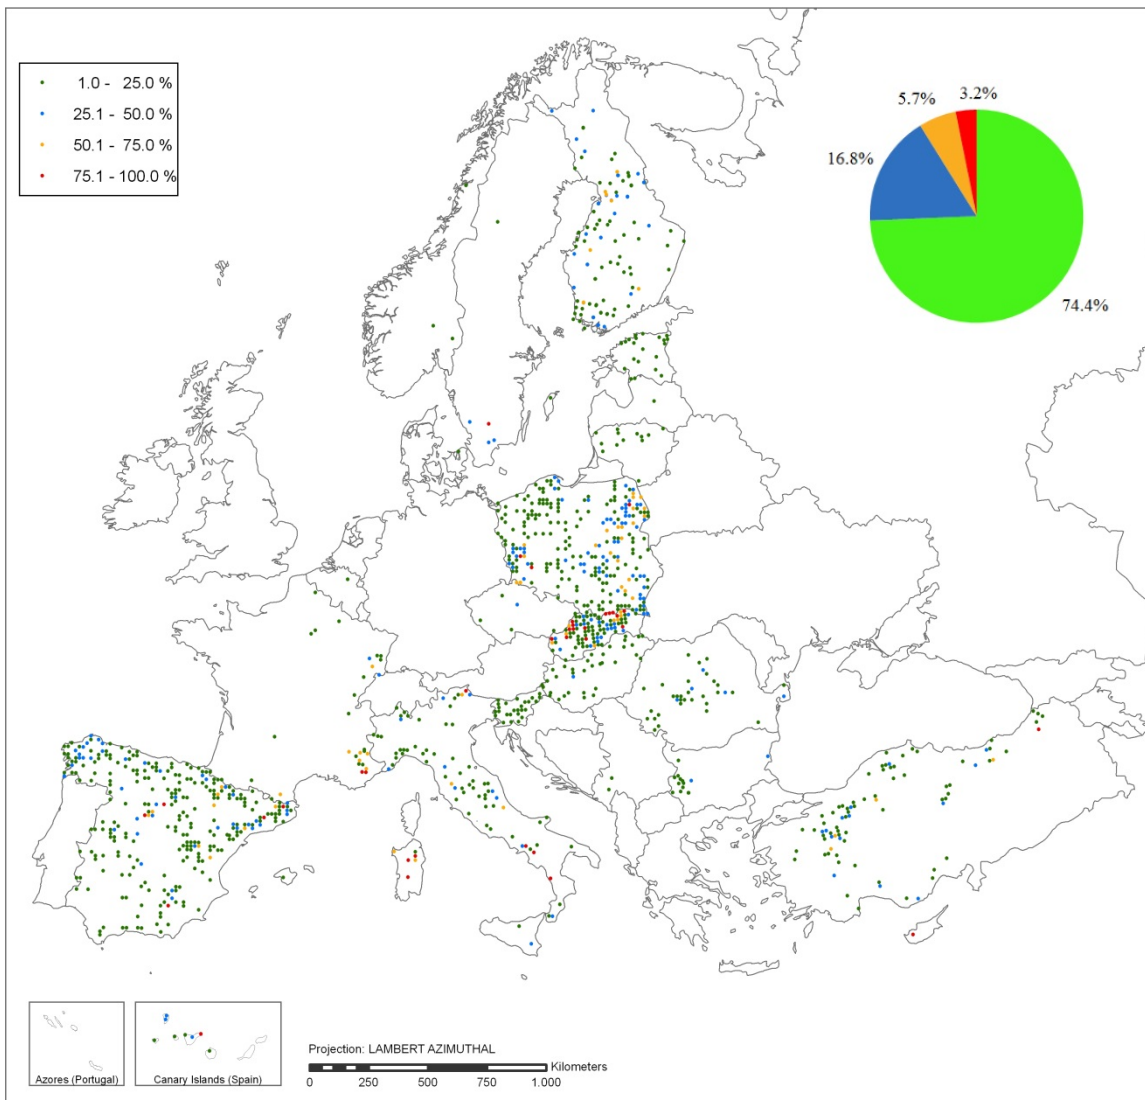 1.0 - 25.0 %
25.1 - 50.0 %
50.1 - 75.0 %
75.1 - 100.0 %
5.7%
3.2%
16.8%
74.4%
Azores (Portugal)
Canary Islands (Spain)
Projection: LAMBERT AZIMUTHAL
Kilometers
0 250 500 750 1.000